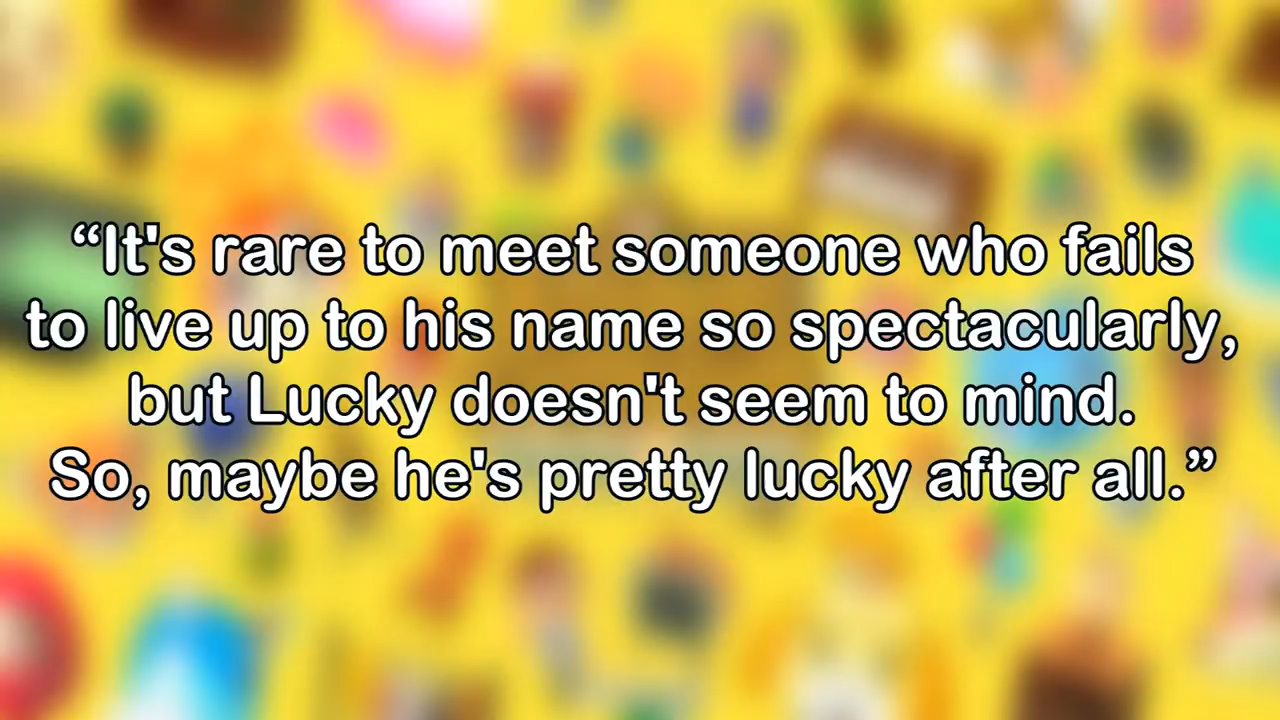 “It's rare to meet someone who fails
to live up to his name so spectacularly,
but Lucky doesn't seem to mind.
So, maybe he's pretty lucky after all.”